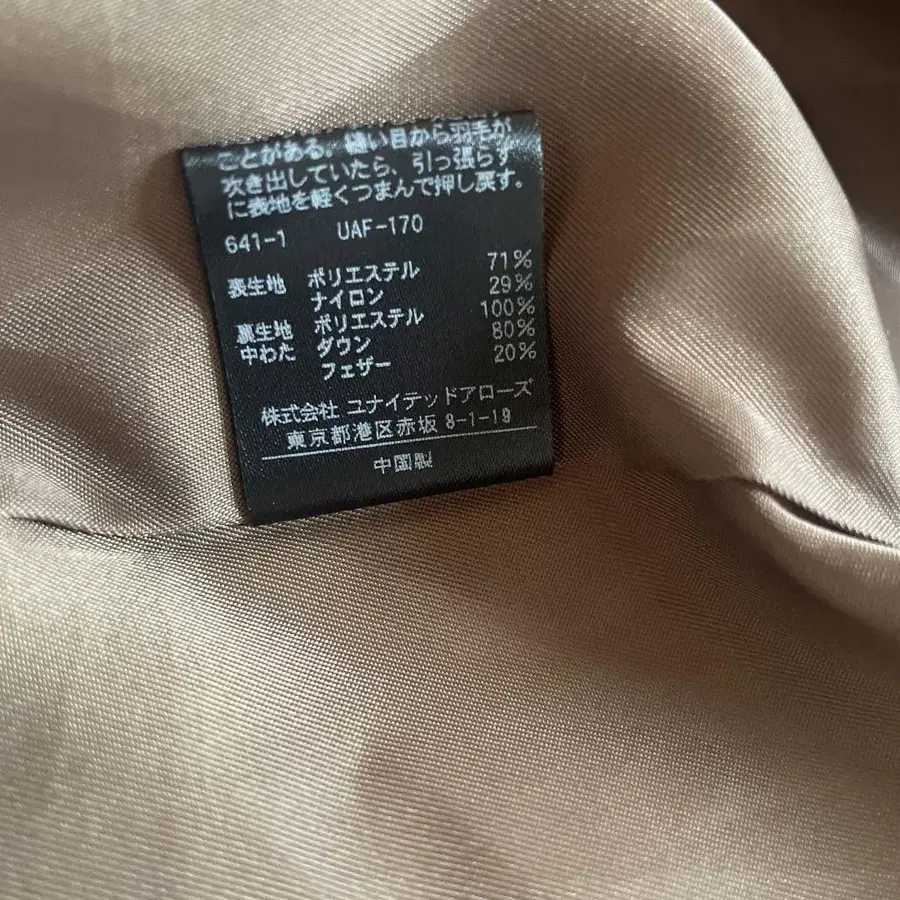 ことがある。縫い目から羽毛が
吹き出していたら、引っ張らず
に表地を軽くつまんで押し戻す。
641-1 UAF-170
表生地 ポリエステル 71%
ナイロン 29%
裏生地 ポリエステル 100%
中わた ダウン 80%
フェザー 20%
株式会社 ユナイテッドアローズ
東京都港区赤坂 8-1-19
中国製